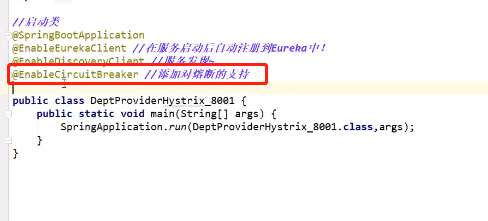 //启动类
@SpringBootApplication
@EnableEurekaClient //在服务启动后自动注册到Eureka中！
@EnableDiscoveryClient //服务发现~
@EnableCircuitBreaker //添加对熔断的支持
public class DeptProviderHystrix_8001 {
public static void main(String[] args) {
SpringApplication.run(DeptProviderHystrix_8001.class,args);
}
}